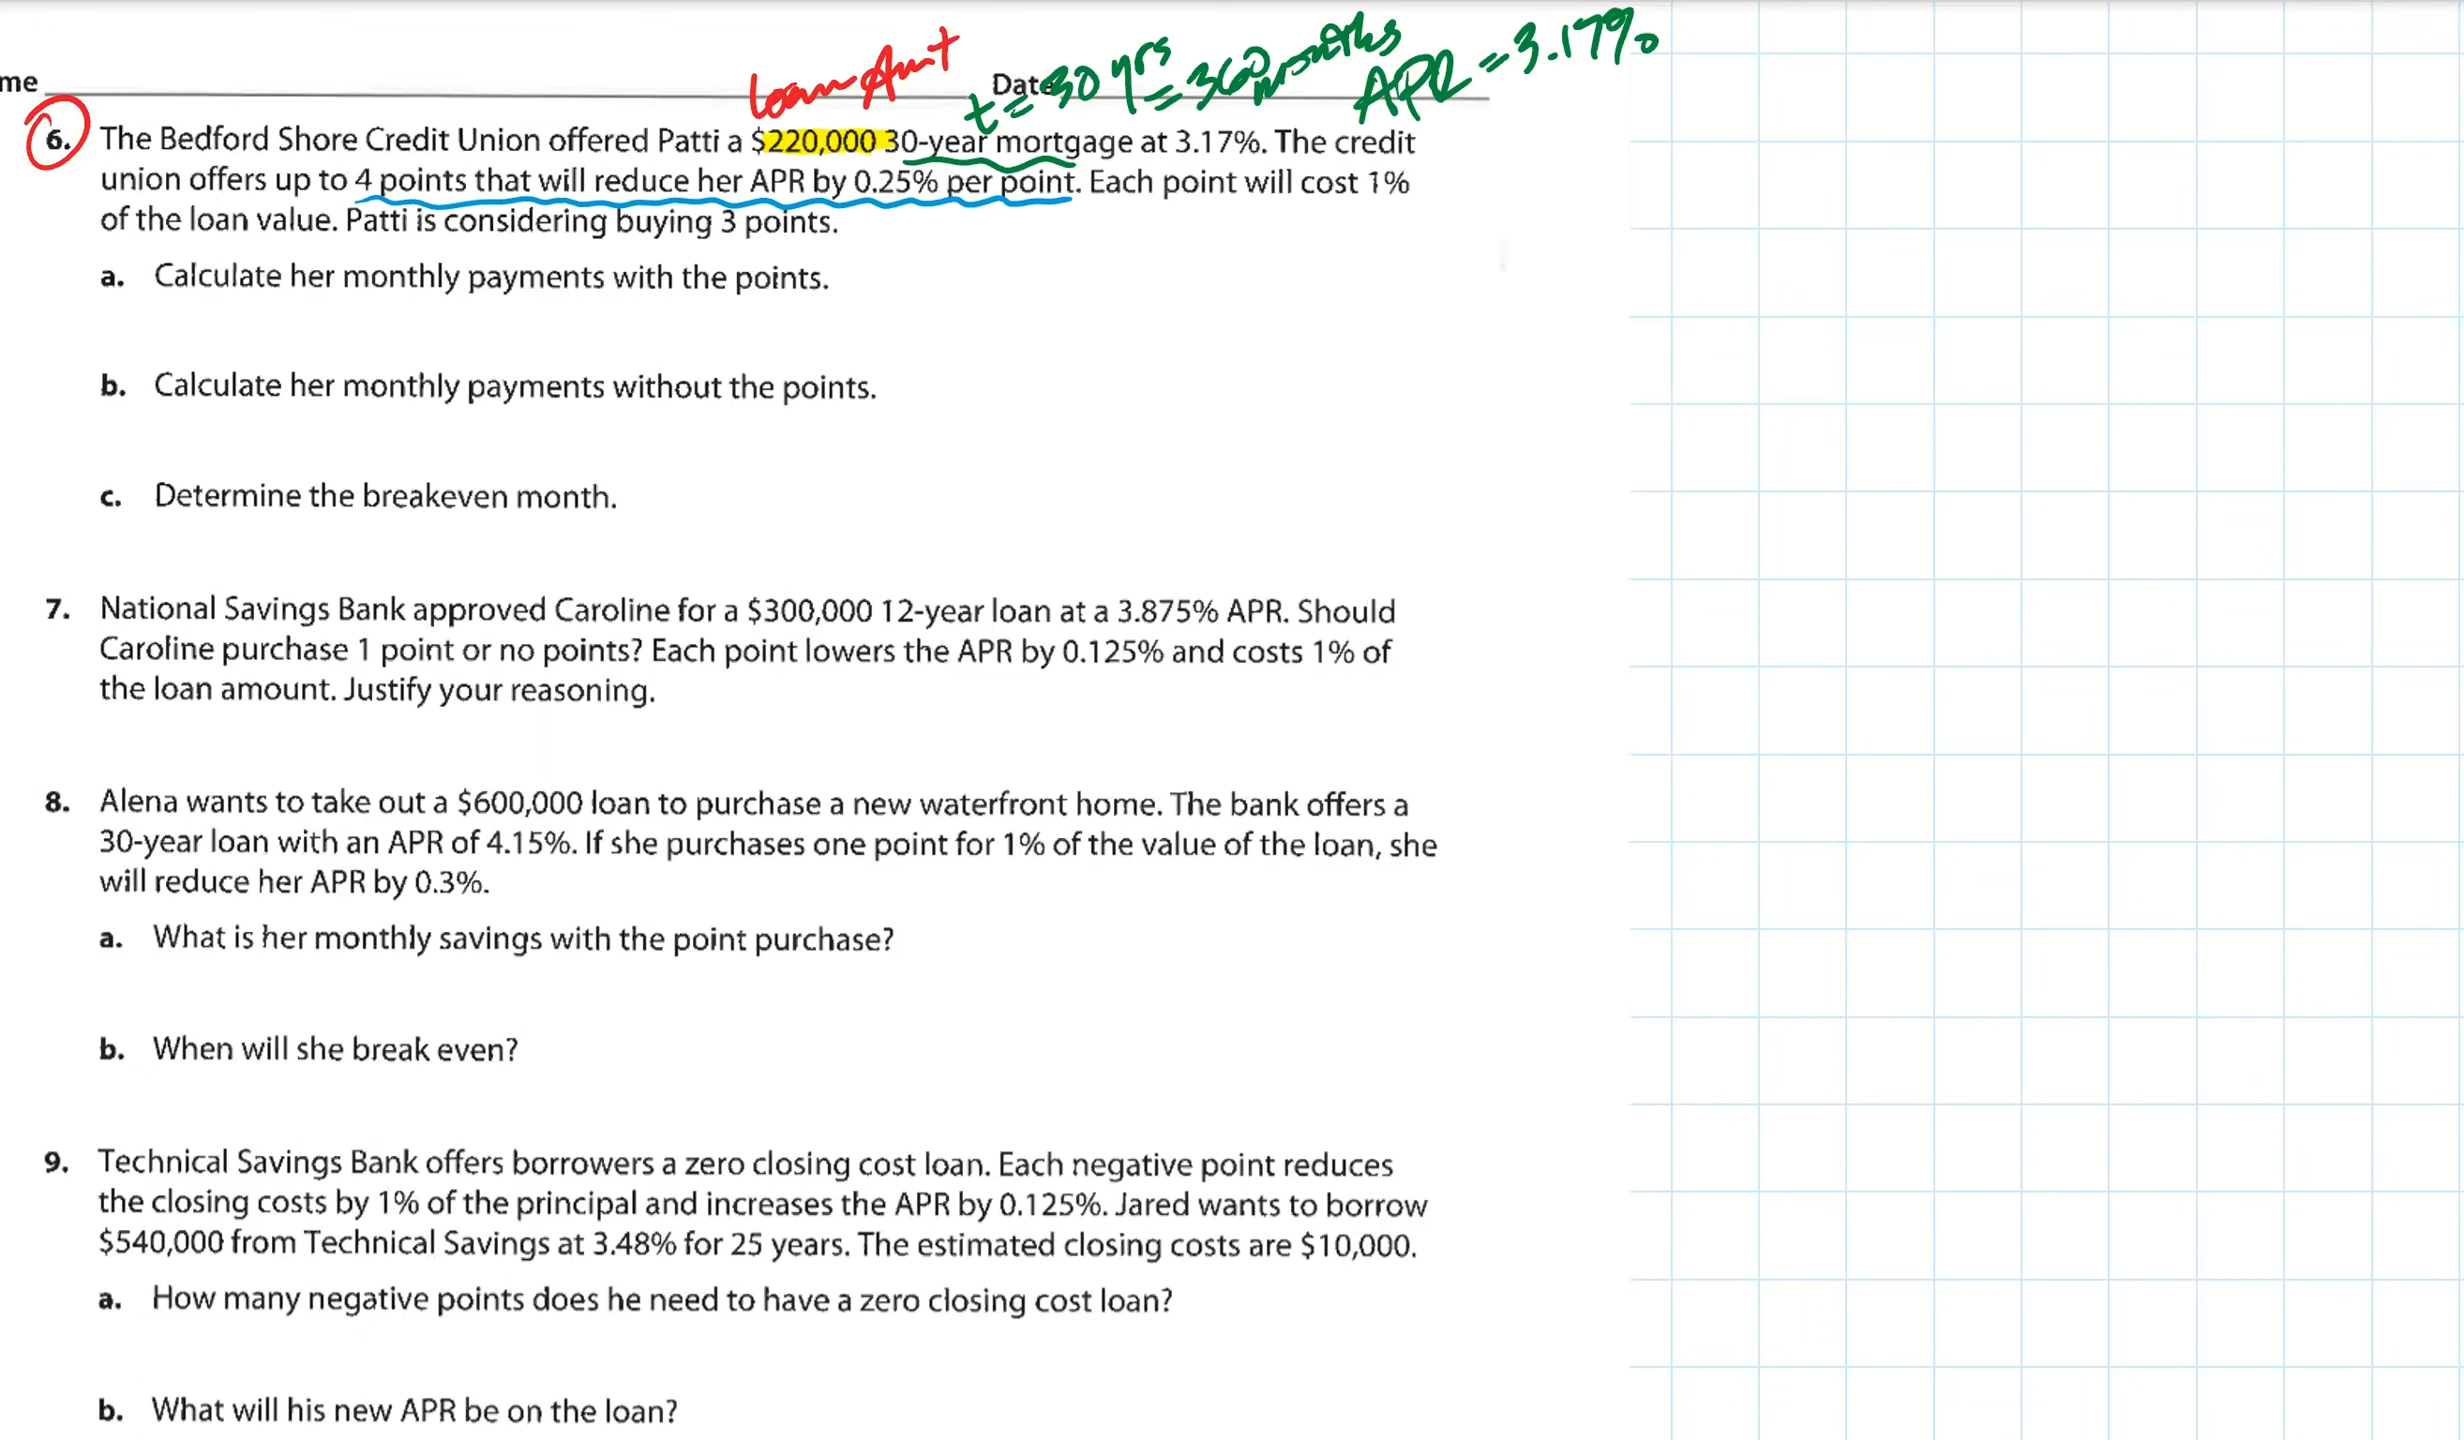 Loan Amt t = 30 yrs = 360 months APR = 3.17%
me Date
6. The Bedford Shore Credit Union offered Patti a $220,000 30-year mortgage at 3.17%. The credit
union offers up to 4 points that will reduce her APR by 0.25% per point. Each point will cost 1%
of the loan value. Patti is considering buying 3 points.
a. Calculate her monthly payments with the points.
b. Calculate her monthly payments without the points.
c. Determine the breakeven month.
7. National Savings Bank approved Caroline for a $300,000 12-year loan at a 3.875% APR. Should
Caroline purchase 1 point or no points? Each point lowers the APR by 0.125% and costs 1% of
the loan amount. Justify your reasoning.
8. Alena wants to take out a $600,000 loan to purchase a new waterfront home. The bank offers a
30-year loan with an APR of 4.15%. If she purchases one point for 1% of the value of the loan, she
will reduce her APR by 0.3%.
a. What is her monthly savings with the point purchase?
b. When will she break even?
9. Technical Savings Bank offers borrowers a zero closing cost loan. Each negative point reduces
the closing costs by 1% of the principal and increases the APR by 0.125%. Jared wants to borrow
$540,000 from Technical Savings at 3.48% for 25 years. The estimated closing costs are $10,000.
a. How many negative points does he need to have a zero closing cost loan?
b. What will his new APR be on the loan?